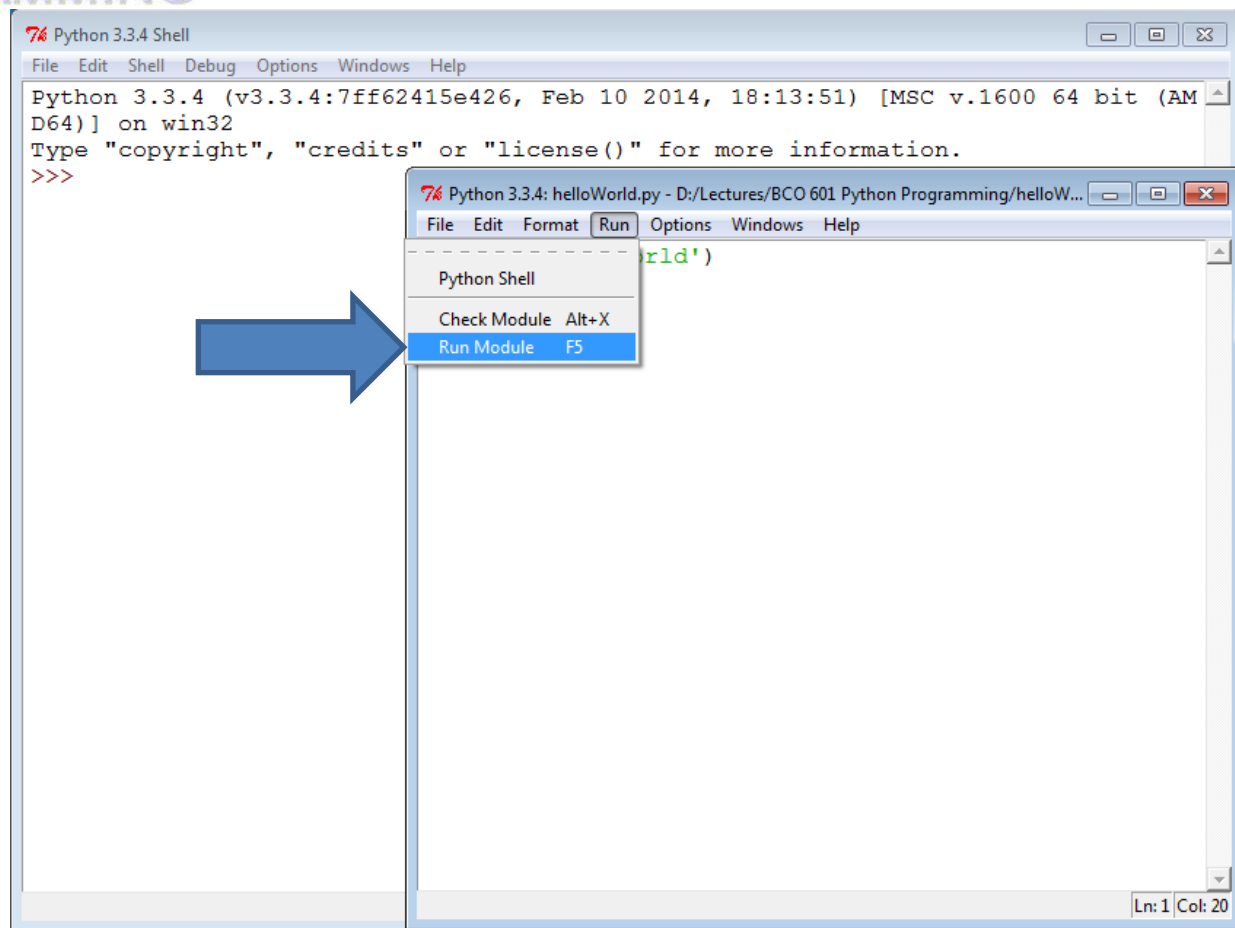 Python 3.3.4 Shell
File Edit Shell Debug Options Windows Help
Python 3.3.4 (v3.3.4:7ff62415e426, Feb 10 2014, 18:13:51) [MSC v.1600 64 bit (AM
D64)] on win32
Type "copyright", "credits" or "license()" for more information.
>>>
Python 3.3.4: helloWorld.py - D:/Lectures/BCO 601 Python Programming/helloW...
File Edit Format Run Options Windows Help
rld')
Python Shell
Check Module Alt+X
Run Module F5
Ln: 1 Col: 20